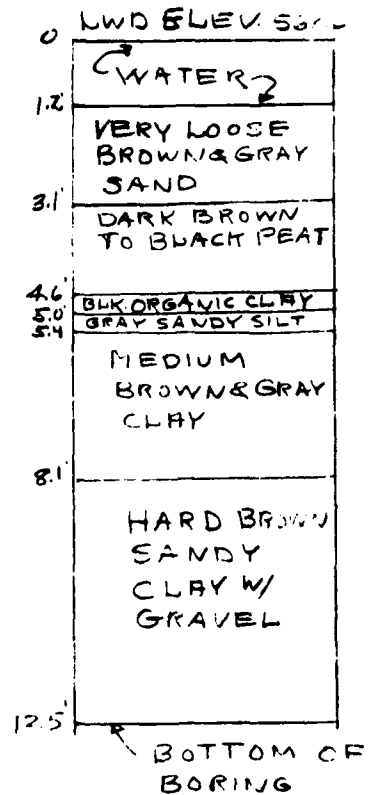 LWD ELEV.
0
WATER
1.2'
VERY LOOSE
BROWN & GRAY
SAND
3.1'
DARK BROWN
TO BLACK PEAT
4.6'
BLK. ORGANIC CLAY
5.0'
GRAY SANDY SILT
5.4
MEDIUM
BROWN & GRAY
CLAY
8.1'
HARD BROWN
SANDY
CLAY W/
GRAVEL
12.5'
BOTTOM OF
BORING